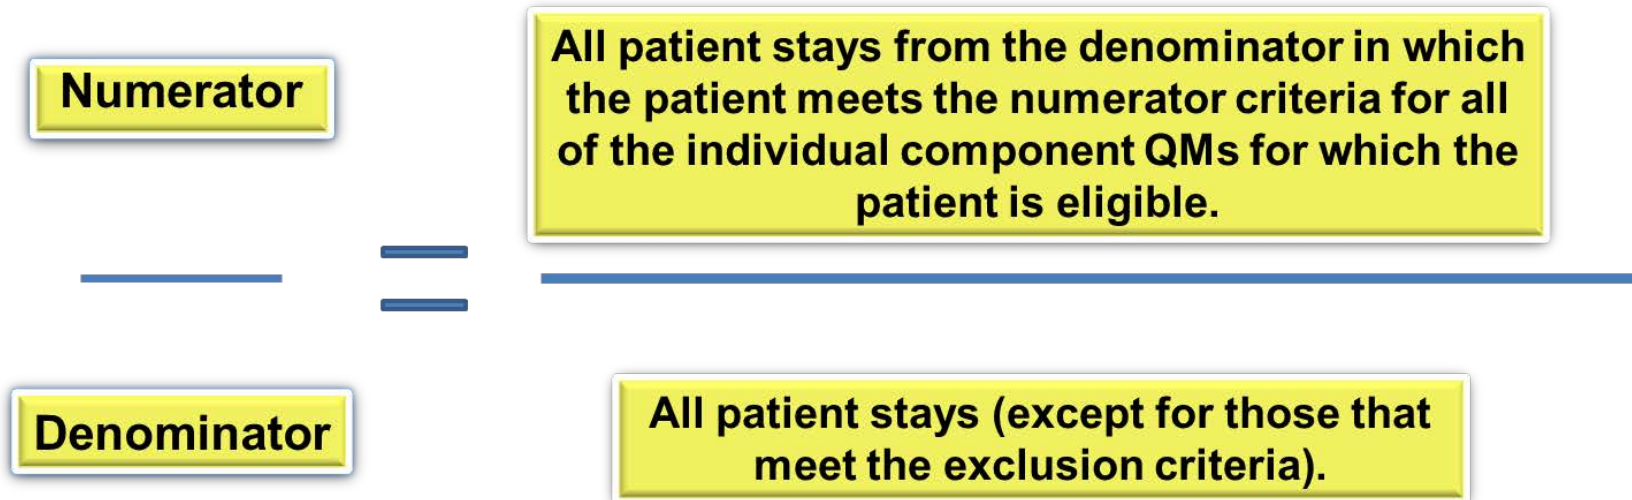 Numerator
All patient stays from the denominator in which
the patient meets the numerator criteria for all
of the individual component QMs for which the
patient is eligible.
Denominator
All patient stays (except for those that
meet the exclusion criteria).